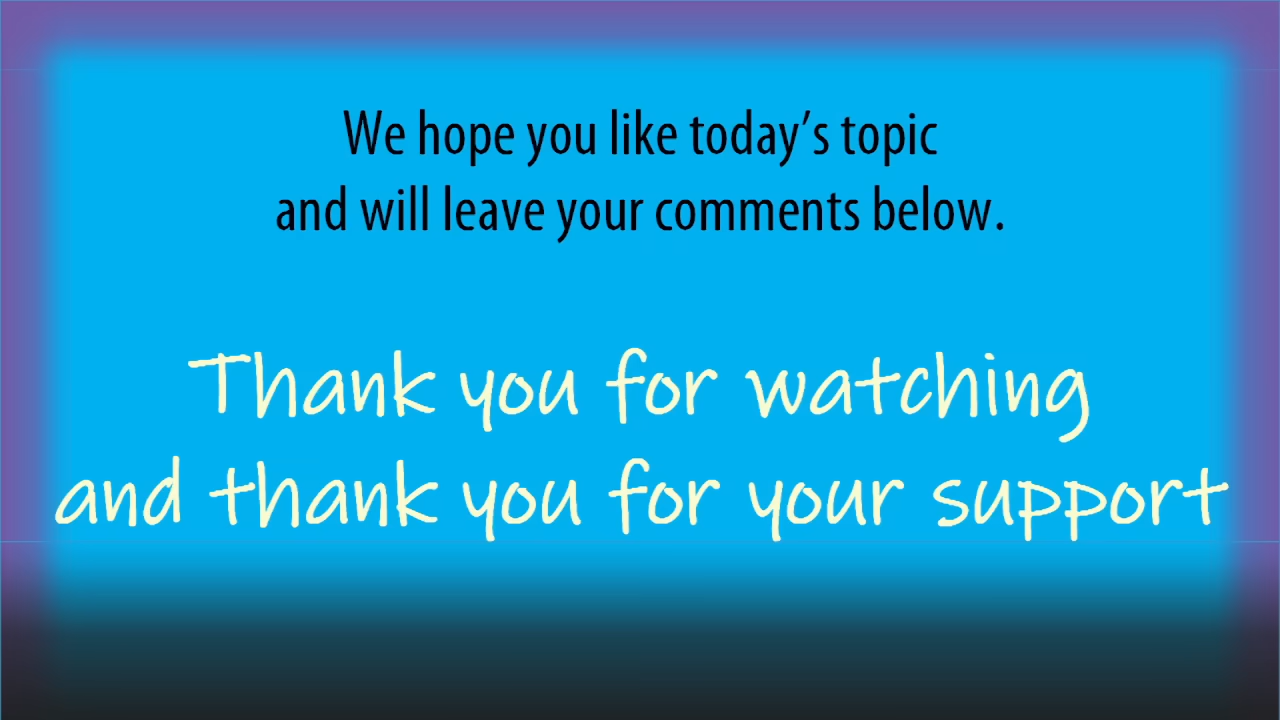 We hope you like today’s topic
and will leave your comments below.
Thank you for watching
and thank you for your support